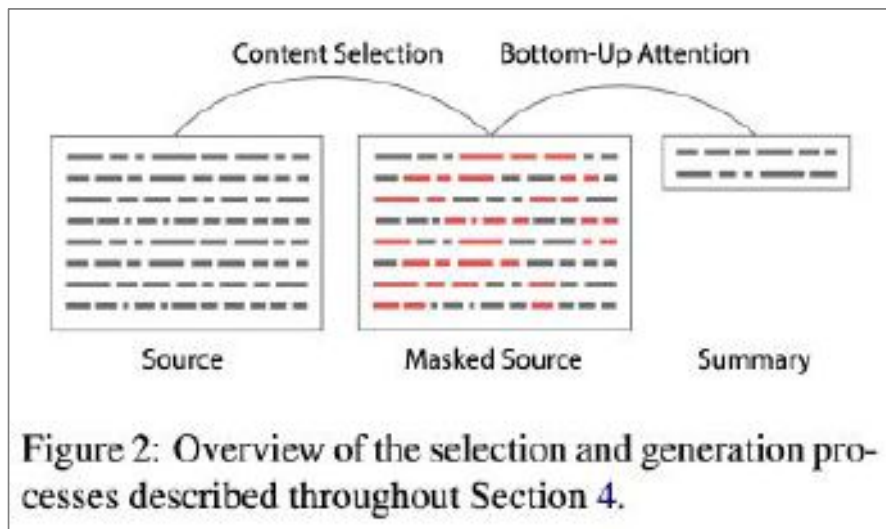 Content Selection
Bottom-Up Attention
Source
Masked Source
Summary
Figure 2: Overview of the selection and generation pro-
cesses described throughout Section 4.